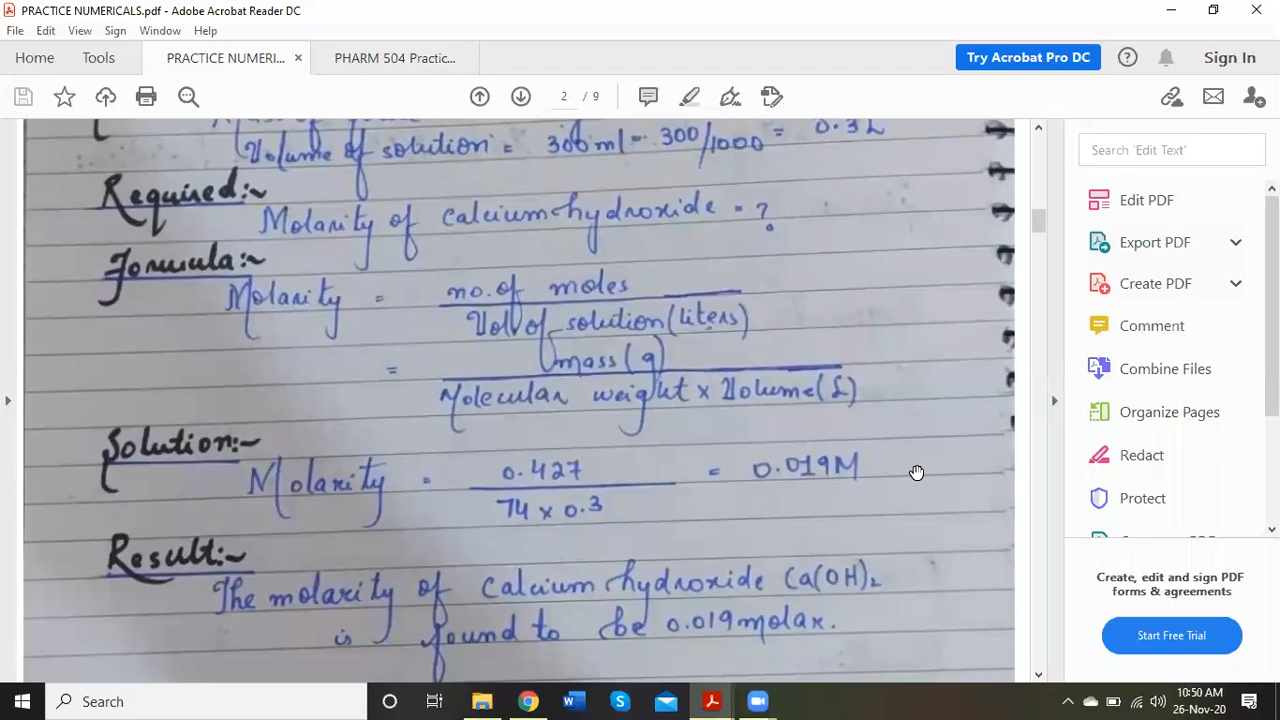 PRACTICE NUMERICALS.pdf - Adobe Acrobat Reader DC
File Edit View Sign Window Help
Home Tools PRACTICE NUMERI... × PHARM 504 Practic... Try Acrobat Pro DC Sign In
2 / 9
Volume of solution = 300 ml = 300/1000 = 0.3L
Required:~
Molarity of calcium hydroxide = ?
Formula:~
Molarity = no. of moles
Vol of solution (liters)
= mass (g)
Molecular weight × Volume (L)
Solution:~
Molarity = 0.427 = 0.019M
74 × 0.3
Result:~
The molarity of calcium hydroxide Ca(OH)2
is found to be 0.019 molar.
Search 'Edit Text'
Edit PDF
Export PDF
Create PDF
Comment
Combine Files
Organize Pages
Redact
Protect
Create, edit and sign PDF
forms & agreements
Start Free Trial
Search
10:50 AM
26-Nov-20